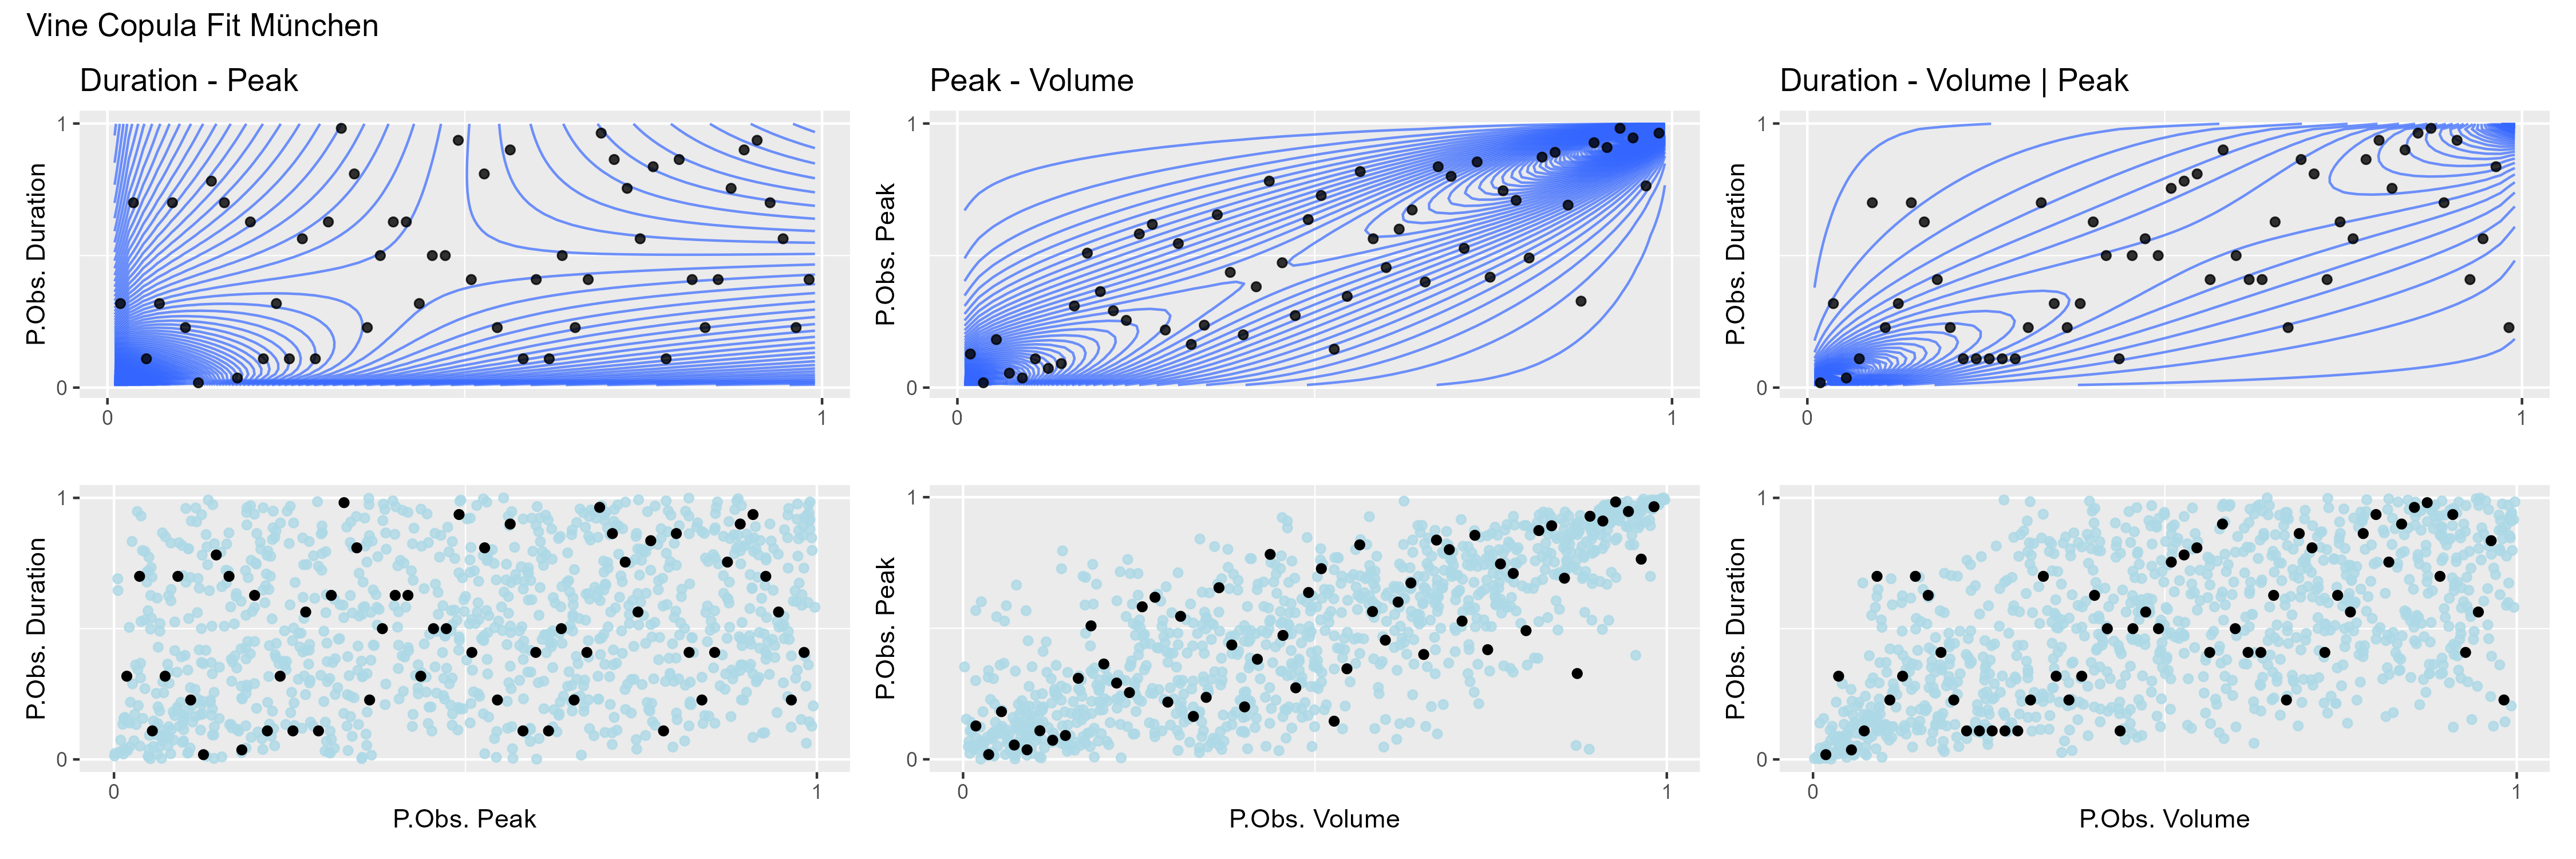 Vine Copula Fit München
Duration - Peak
Peak - Volume
Duration - Volume | Peak
P.Obs. Duration
1
0
0
1
P.Obs. Peak
1
0
0
1
P.Obs. Duration
1
0
0
1
P.Obs. Duration
1
0
0
1
P.Obs. Peak
P.Obs. Peak
1
0
0
1
P.Obs. Volume
P.Obs. Duration
1
0
0
1
P.Obs. Volume